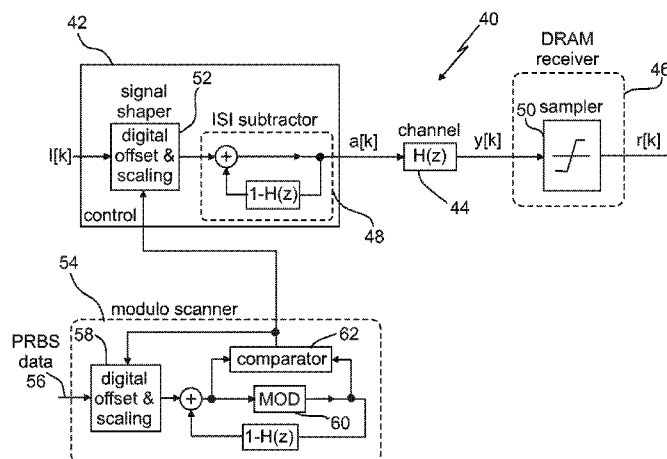 42
40
DRAM
receiver
46
signal
shaper
52
ISI subtractor
50 sampler
digital
offset &
scaling
I[k]
+
a[k]
channel
H(z)
y[k]
r[k]
1-H(z)
44
control
48
54
modulo scanner
PRBS
data
56
58
62
comparator
digital
offset &
scaling
+
MOD
60
1-H(z)